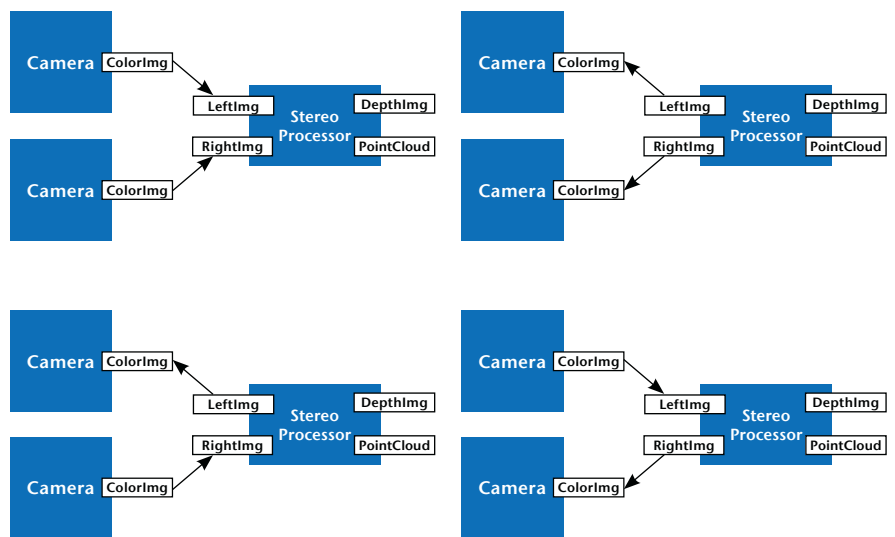 Camera
ColorImg
LeftImg
Stereo
Processor
DepthImg
RightImg
PointCloud
Camera
ColorImg
Camera
ColorImg
LeftImg
Stereo
Processor
DepthImg
RightImg
PointCloud
Camera
ColorImg
Camera
ColorImg
LeftImg
Stereo
Processor
DepthImg
RightImg
PointCloud
Camera
ColorImg
Camera
ColorImg
LeftImg
Stereo
Processor
DepthImg
RightImg
PointCloud
Camera
ColorImg